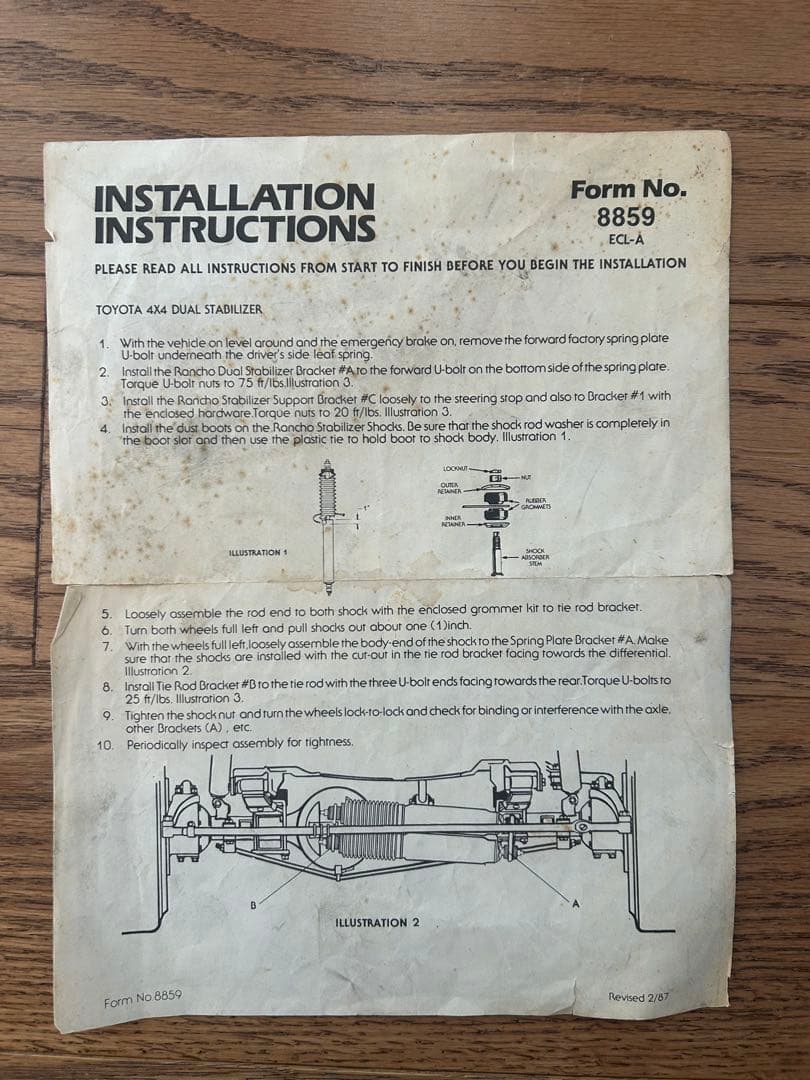 INSTALLATION
INSTRUCTIONS
Form No.
8859
ECL-A
PLEASE READ ALL INSTRUCTIONS FROM START TO FINISH BEFORE YOU BEGIN THE INSTALLATION
TOYOTA 4X4 DUAL STABILIZER
1. With the vehicle on level ground and the emergency brake on, remove the forward factory spring plate
U-bolt underneath the driver's side leaf spring.
2. Install the Rancho Dual Stabilizer Bracket #A to the forward U-bolt on the bottom side of the spring plate.
Torque U-bolt nuts to 75 ft/lbs.Illustration 3.
3. Install the Rancho Stabilizer Support Bracket #C loosely to the steering stop and also to Bracket #1 with
the enclosed hardware.Torque nuts to 20 ft/lbs. Illustration 3.
4. Install the dust boots on the Rancho Stabilizer Shocks. Be sure that the shock rod washer is completely in
the boot slot and then use the plastic tie to hold boot to shock body. Illustration 1.
LOCKNUT
NUT
OUTER
RETAINER
RUBBER
GROMMETS
1"
INNER
RETAINER
SHOCK
ABSORBER
STEM
ILLUSTRATION 1
5. Loosely assemble the rod end to both shock with the enclosed grommet kit to tie rod bracket.
6. Turn both wheels full left and pull shocks out about one (1)inch.
7. With the wheels full left,loosely assemble the body-end of the shock to the Spring Plate Bracket #A. Make
sure that the shocks are installed with the cut-out in the tie rod bracket facing towards the differential.
Illustration 2.
8. Install Tie Rod Bracket #B to the tie rod with the three U-bolt ends facing towards the rear.Torque U-bolts to
25 ft/lbs. Illustration 3.
9. Tighten the shock nut and turn the wheels lock-to-lock and check for binding or interference with the axle,
other Brackets (A) , etc.
10. Periodically inspect assembly for tightness.
B
A
ILLUSTRATION 2
Form No.8859
Revised 2/87